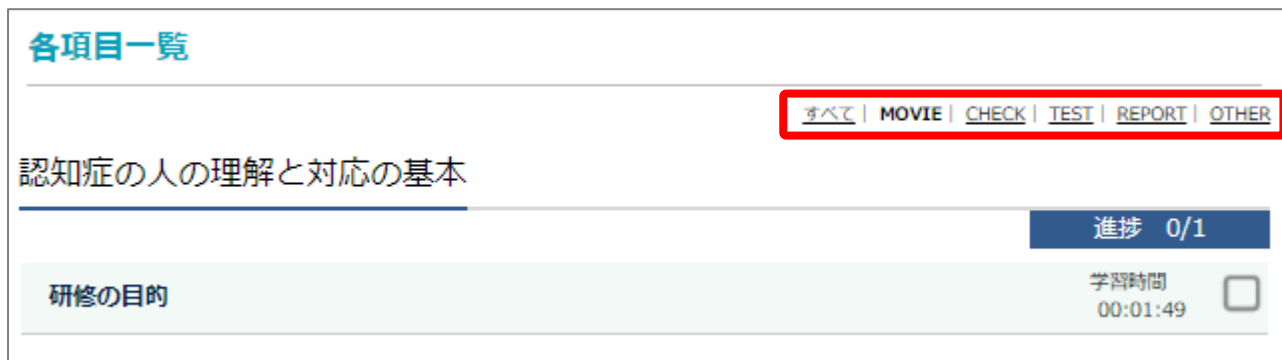 各項目一覧
すべて | MOVIE | CHECK | TEST | REPORT | OTHER
認知症の人の理解と対応の基本
進捗 0/1
研修の目的
学習時間
00:01:49